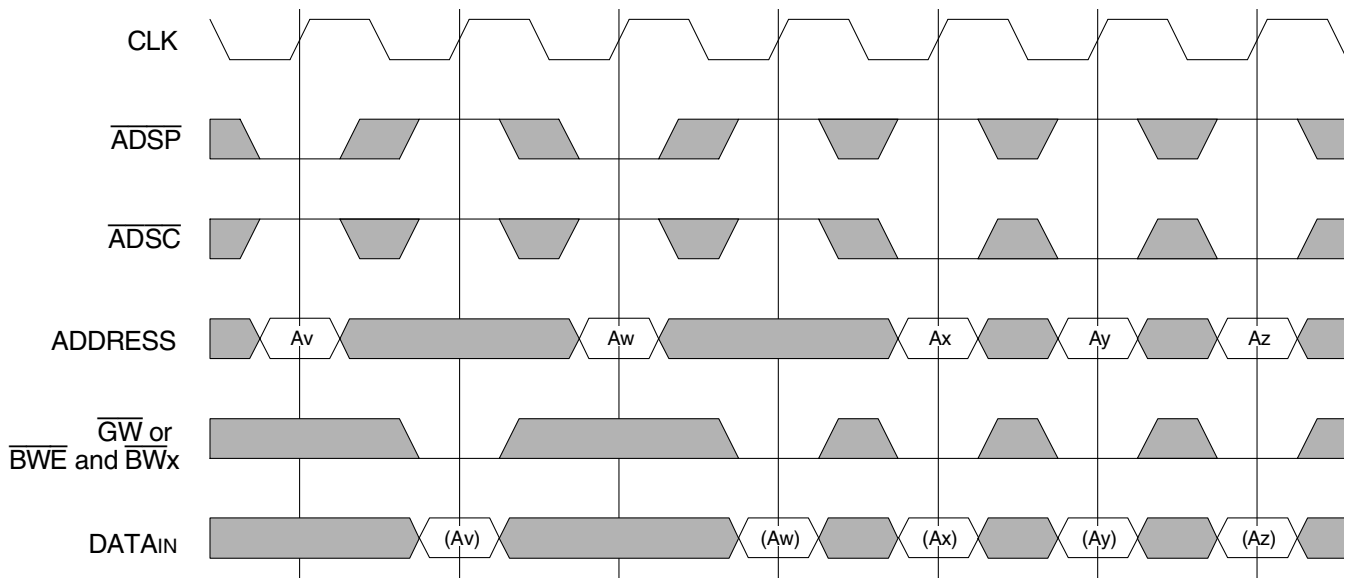 CLK
ADSP
ADSC
ADDRESS Av Aw Ax Ay Az
GW or
BWE and BWx
DATAIN (Av) (Aw) (Ax) (Ay) (Az)